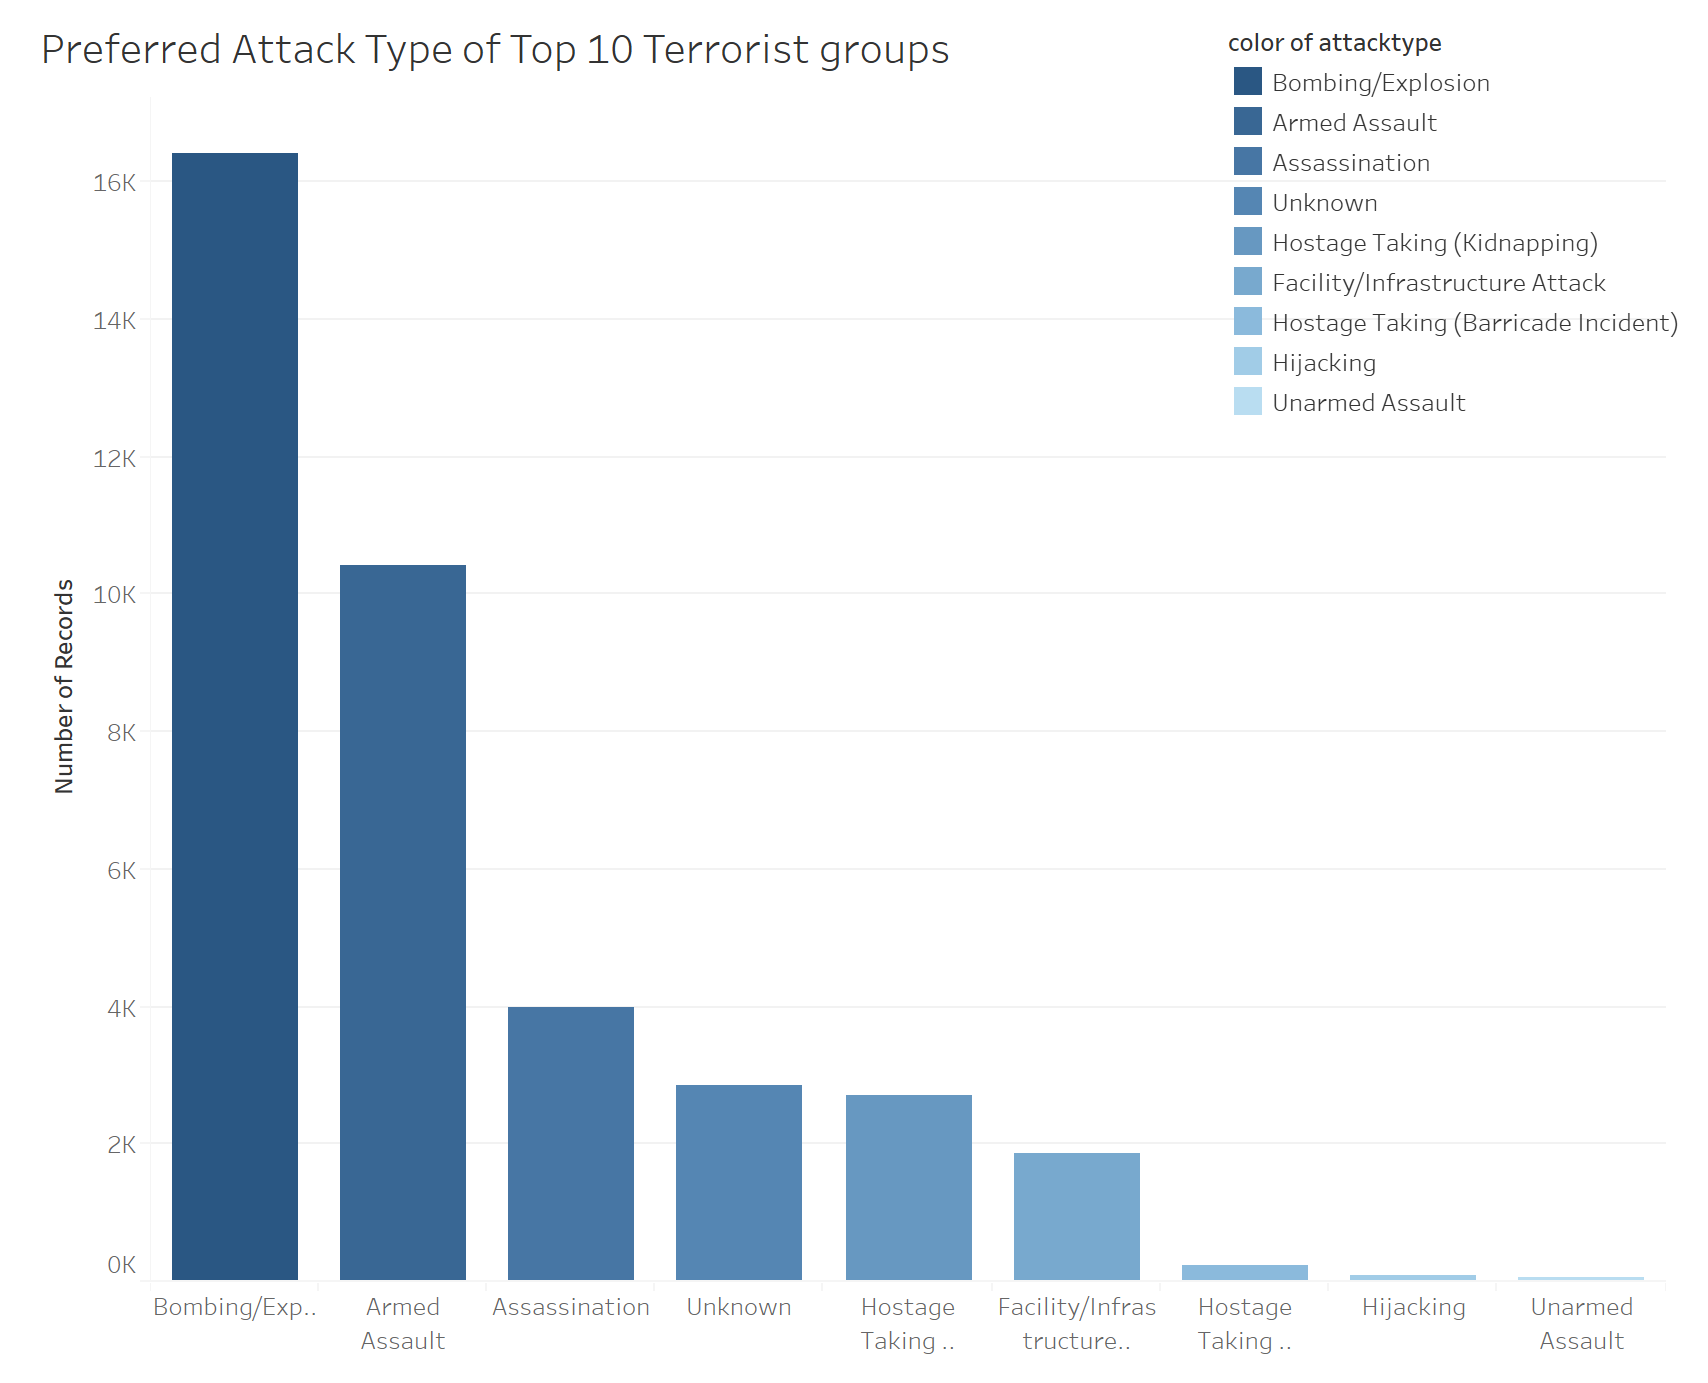 Preferred Attack Type of Top 10 Terrorist groups
color of attacktype
Bombing/Explosion
Armed Assault
Assassination
Unknown
Hostage Taking (Kidnapping)
Facility/Infrastructure Attack
Hostage Taking (Barricade Incident)
Hijacking
Unarmed Assault
Number of Records
16K
14K
12K
10K
8K
6K
4K
2K
0K
Bombing/Exp..
Armed
Assault
Assassination
Unknown
Hostage
Taking ..
Facility/Infras
tructure..
Hostage
Taking ..
Hijacking
Unarmed
Assault